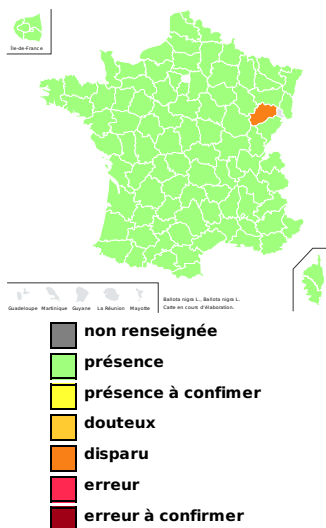 Île-de-France
Guadeloupe Martinique Guyane La Réunion Mayotte
Ballota nigra L., Ballota nigra L.
Carte en cours d'élaboration.
non renseignée
présence
présence à confimer
douteux
disparu
erreur
erreur à confirmer